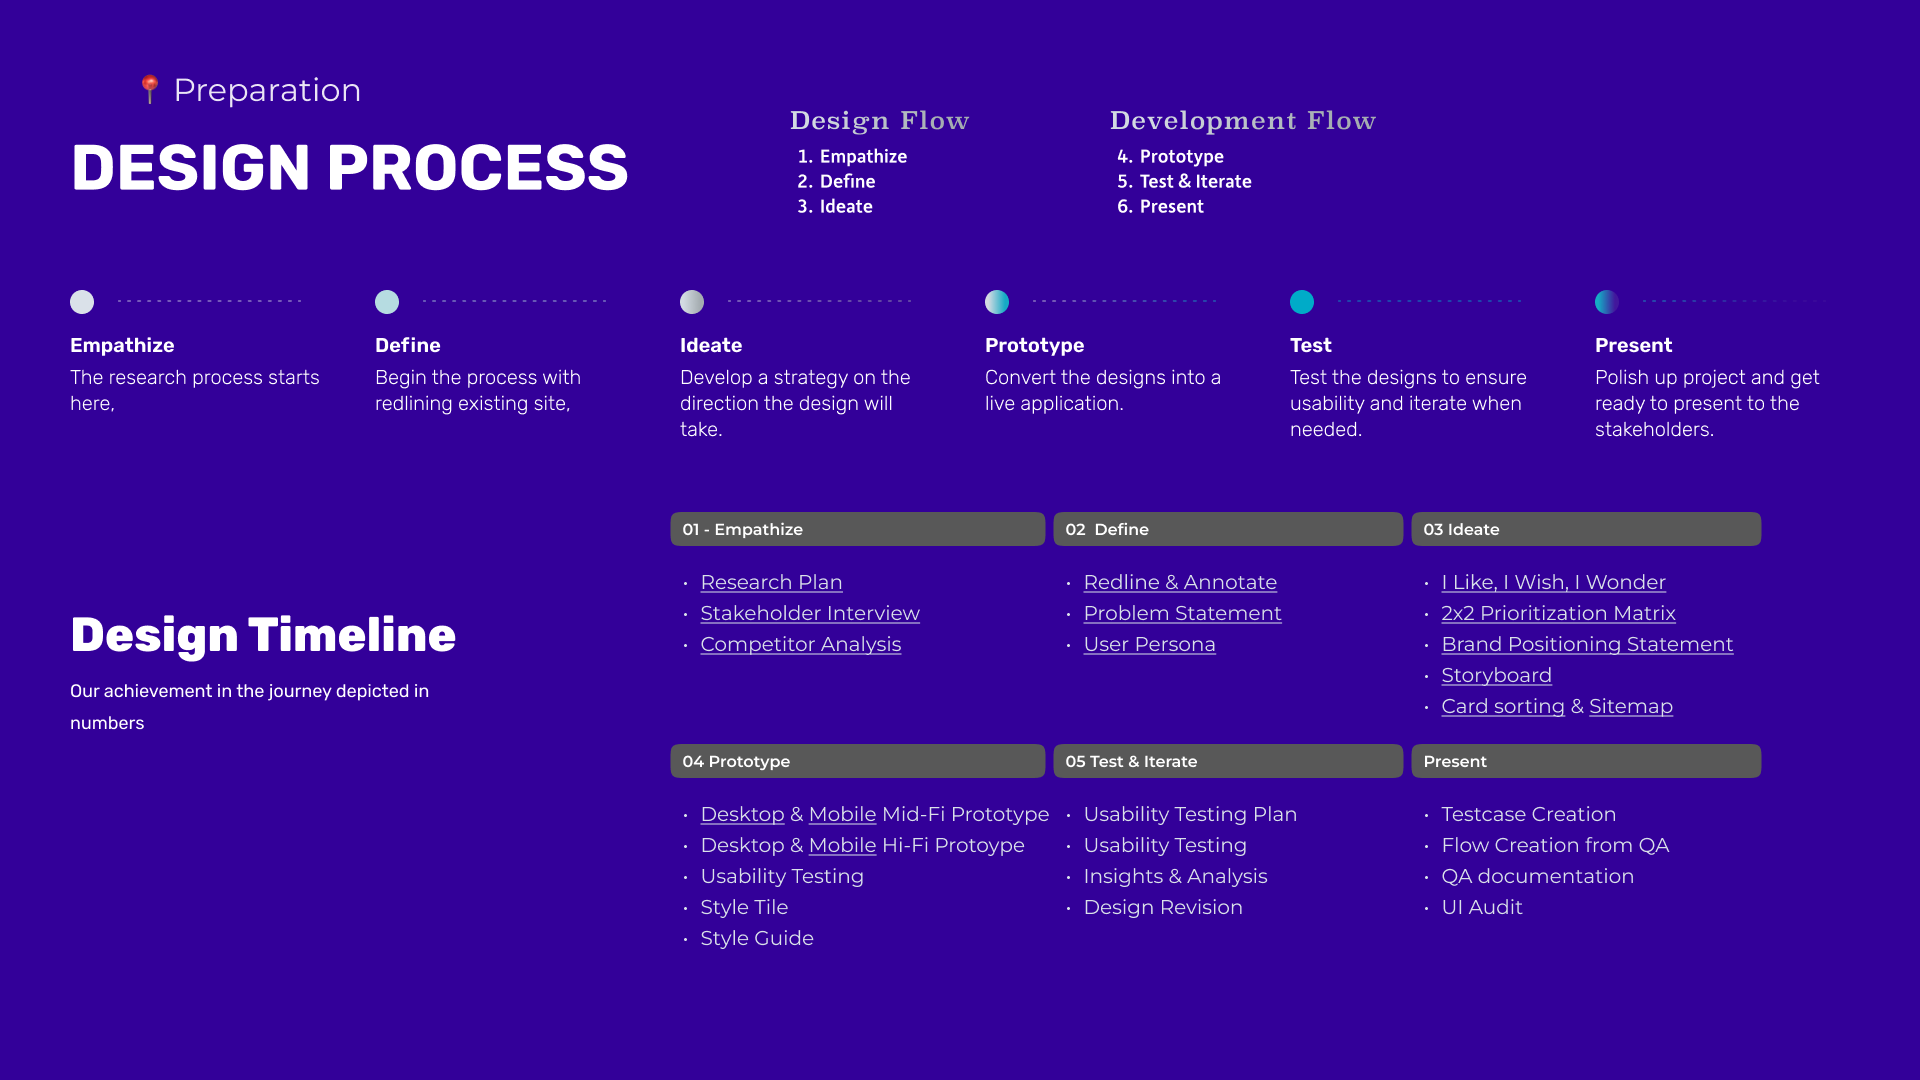 📍 Preparation
DESIGN PROCESS
Design Flow
1. Empathize
2. Define
3. Ideate
Development Flow
4. Prototype
5. Test & Iterate
6. Present
Empathize
The research process starts
here,
Define
Begin the process with
redlining existing site,
Ideate
Develop a strategy on the
direction the design will
take.
Prototype
Convert the designs into a
live application.
Test
Test the designs to ensure
usability and iterate when
needed.
Present
Polish up project and get
ready to present to the
stakeholders.
Design Timeline
Our achievement in the journey depicted in
numbers
01 - Empathize
• Research Plan
• Stakeholder Interview
• Competitor Analysis
02  Define
• Redline & Annotate
• Problem Statement
• User Persona
03 Ideate
• I Like, I Wish, I Wonder
• 2x2 Prioritization Matrix
• Brand Positioning Statement
• Storyboard
• Card sorting & Sitemap
04 Prototype
• Desktop & Mobile Mid-Fi Prototype
• Desktop & Mobile Hi-Fi Protoype
• Usability Testing
• Style Tile
• Style Guide
05 Test & Iterate
• Usability Testing Plan
• Usability Testing
• Insights & Analysis
• Design Revision
Present
• Testcase Creation
• Flow Creation from QA
• QA documentation
• UI Audit